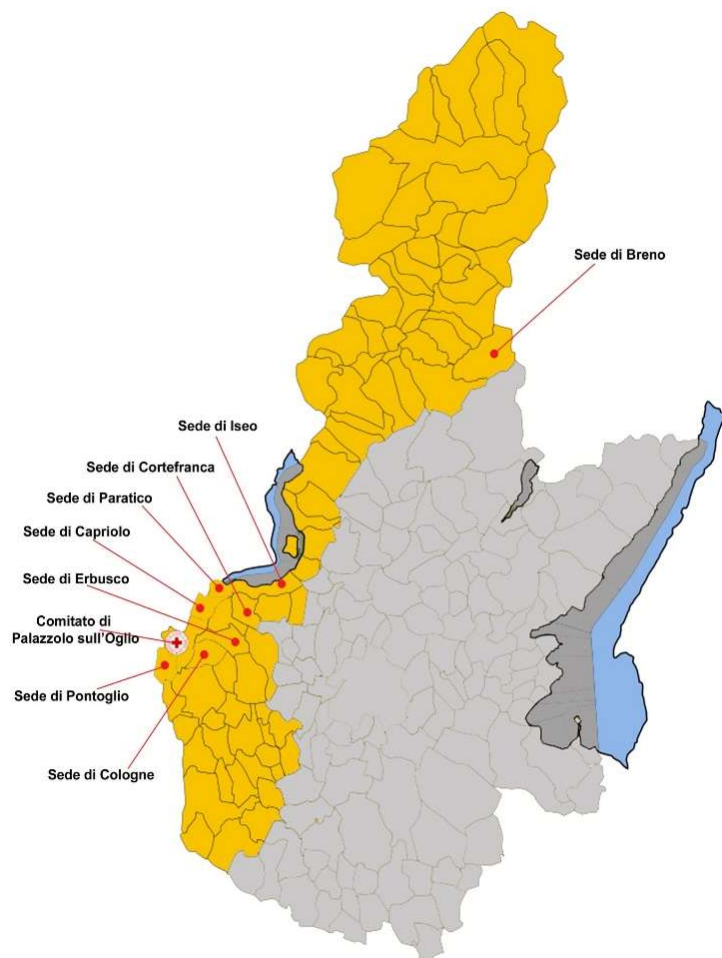 Sede di Breno
Sede di Iseo
Sede di Cortefranca
Sede di Paratico
Sede di Capriolo
Sede di Erbusco
Comitato di
Palazzolo sull'Oglio
Sede di Pontoglio
Sede di Cologne